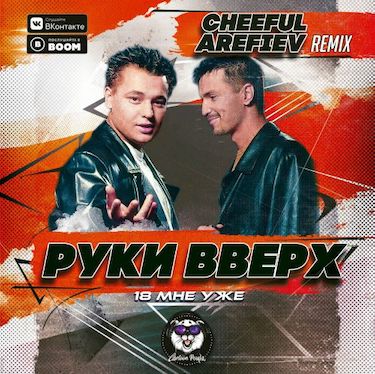 Слушайте
ВКонтакте
ПОСЛУШАЙТЕ В
BOOM
CHEEFUL
AREFIEV REMIX
РУКИ ВВЕРХ
18 МНЕ УЖЕ